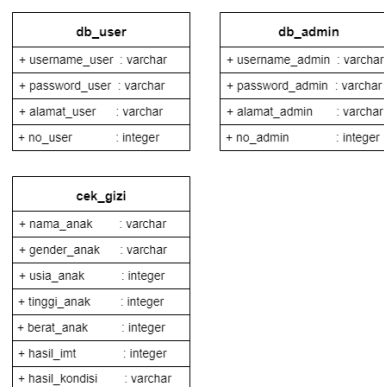 db_user
+ username_user : varchar
+ password_user : varchar
+ alamat_user : varchar
+ no_user : integer
db_admin
+ username_admin : varchar
+ password_admin : varchar
+ alamat_admin : varchar
+ no_admin : integer
cek_gizi
+ nama_anak : varchar
+ gender_anak : varchar
+ usia_anak : integer
+ tinggi_anak : integer
+ berat_anak : integer
+ hasil_imt : integer
+ hasil_kondisi : varchar